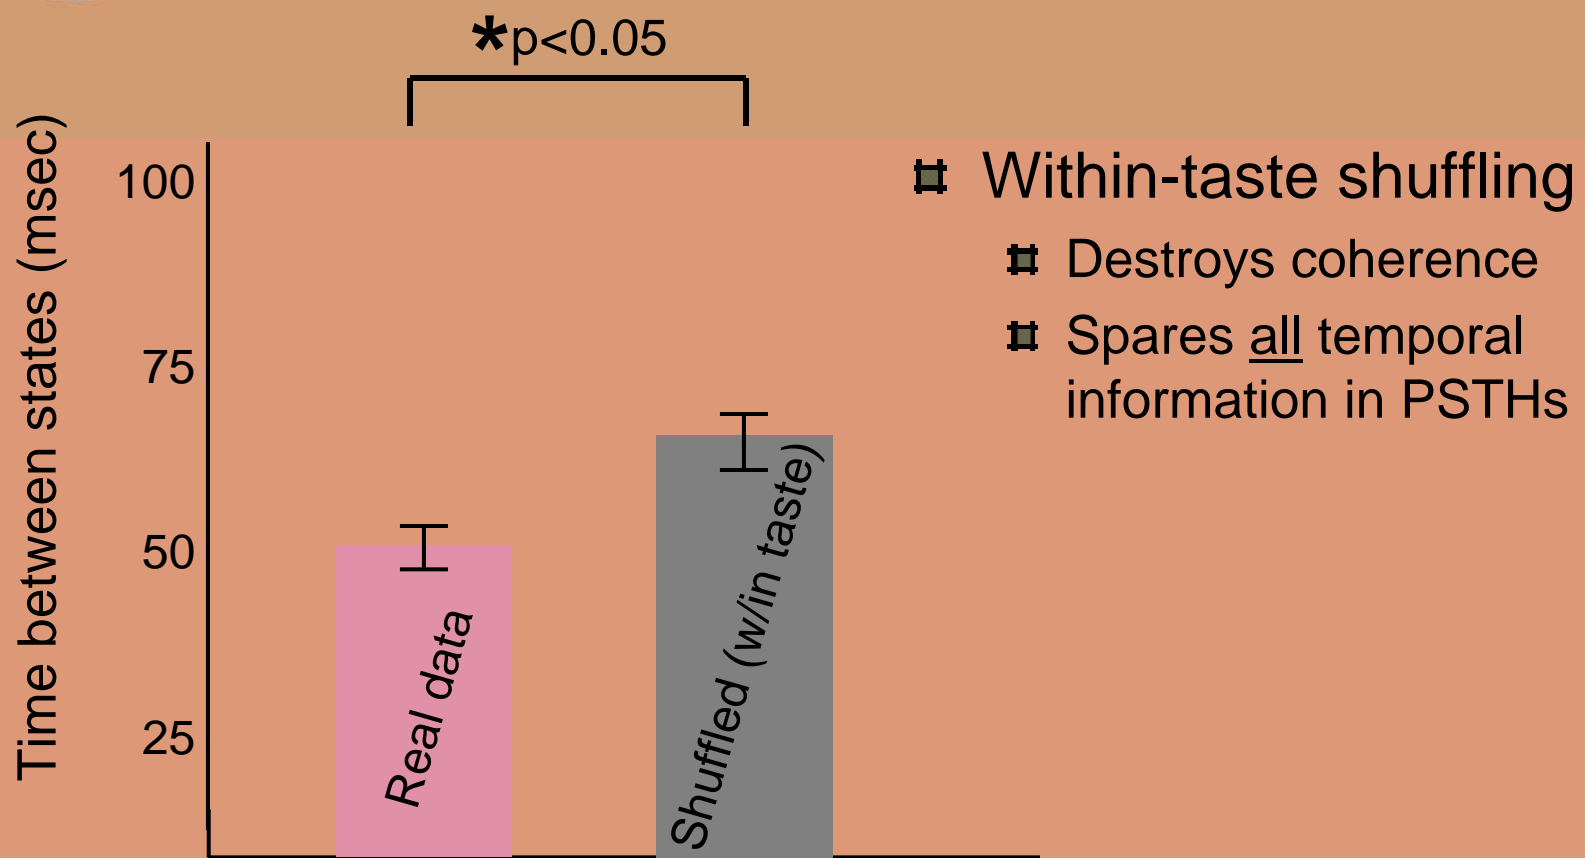 *p<0.05
Time between states (msec)
100
75
50
25
Real data
Shuffled (w/in taste)
Within-taste shuffling
Destroys coherence
Spares all temporal
information in PSTHs